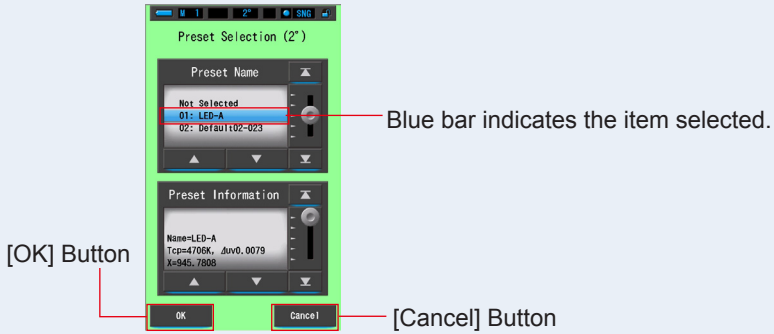 M 1 2° SNG
Preset Selection (2°)
Preset Name
Not Selected
01: LED-A
02: Default02-023
Blue bar indicates the item selected.
Preset Information
Name=LED-A
Tcp=4706K, ⊿uv0.0079
X=945.7808
[OK] Button
OK
Cancel
[Cancel] Button